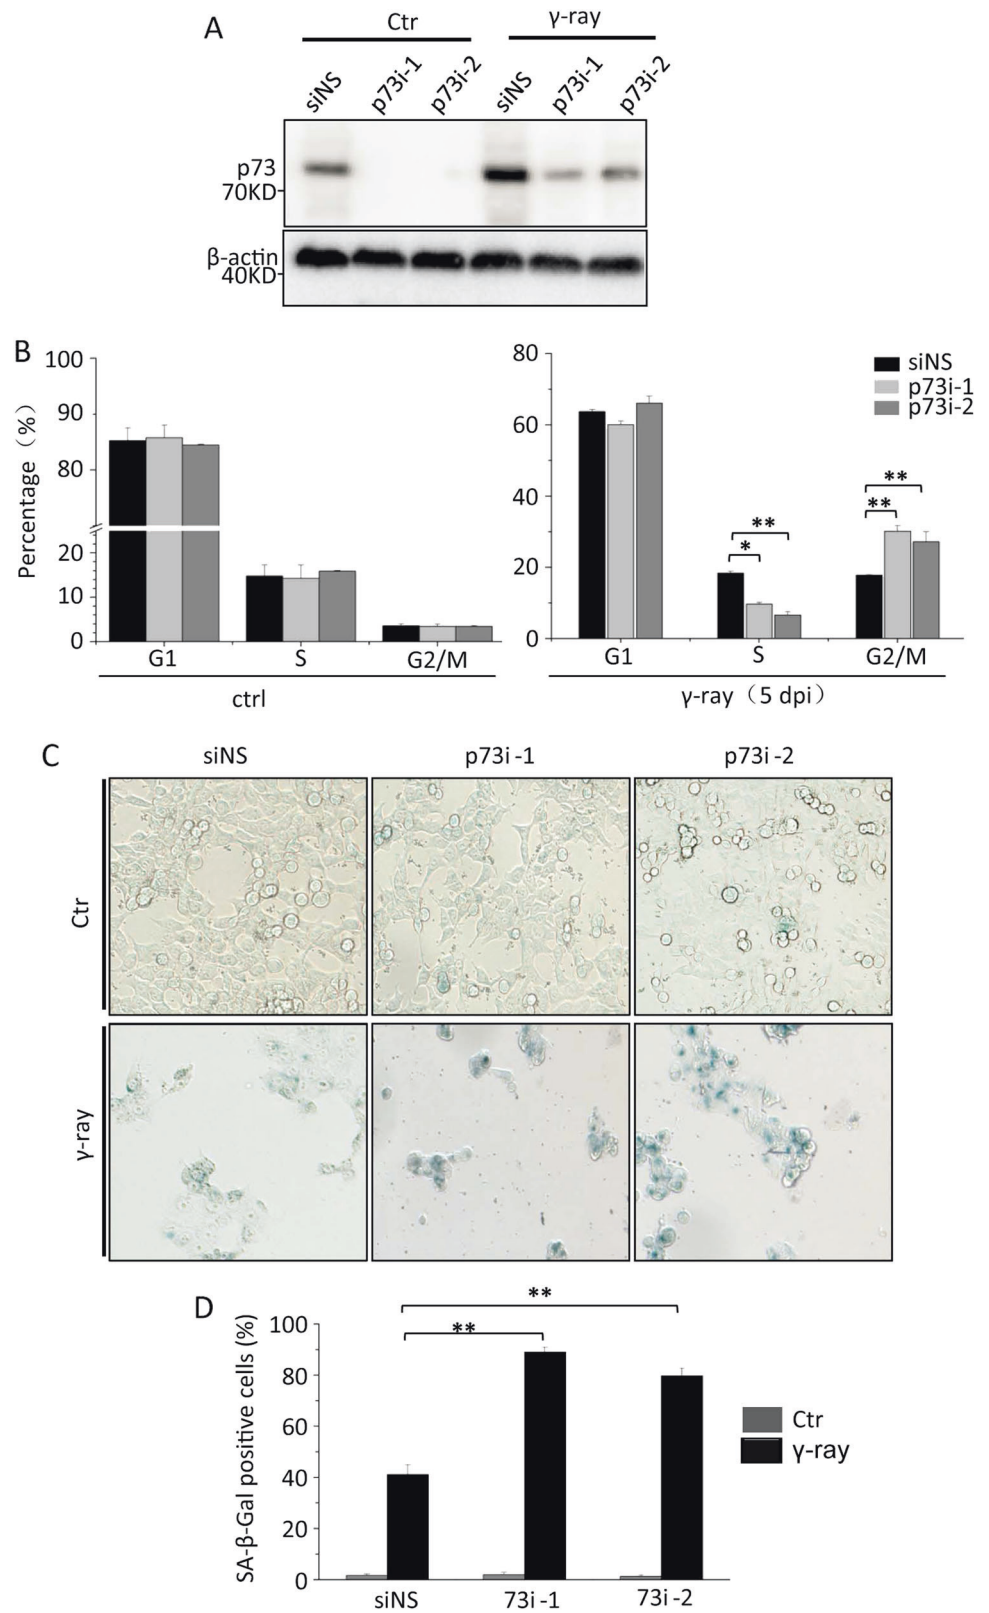 A
Ctr
γ-ray
siNS
p73i-1
p73i-2
siNS
p73i-1
p73i-2
p73
70KD
β-actin
40KD
B
Percentage（%）
100
90
80
20
10
0
G1
S
G2/M
ctrl
80
60
40
20
0
siNS
p73i-1
p73i-2
*
**
**
**
G1
S
G2/M
γ-ray（5 dpi）
C
siNS
p73i-1
p73i-2
Ctr
γ-ray
D
SA-β-Gal positive cells (%)
100
80
60
40
20
0
**
**
siNS
73i-1
73i-2
Ctr
γ-ray